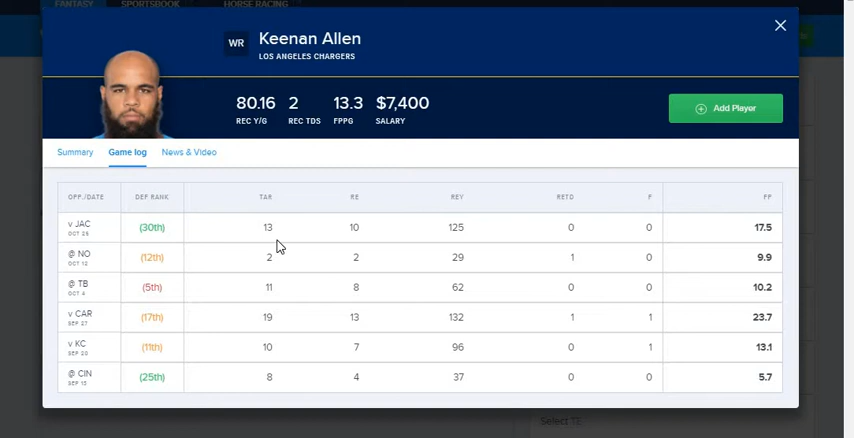 FANTASY SPORTSBOOK HORSE RACING
WR Keenan Allen
LOS ANGELES CHARGERS
80.16 2 13.3 $7,400
REC Y/G REC TDS FPPG SALARY
Add Player
Summary Game log News & Video
OPP./DATE DEF RANK TAR RE REY RETD F FP
v JAC (30th) 13 10 125 0 0 17.5
OCT 25
@ NO (12th) 2 2 29 1 0 9.9
OCT 12
@ TB (5th) 11 8 62 0 0 10.2
OCT 4
v CAR (17th) 19 13 132 1 1 23.7
SEP 27
v KC (11th) 10 7 96 0 1 13.1
SEP 20
@ CIN (25th) 8 4 37 0 0 5.7
SEP 13
Select TE